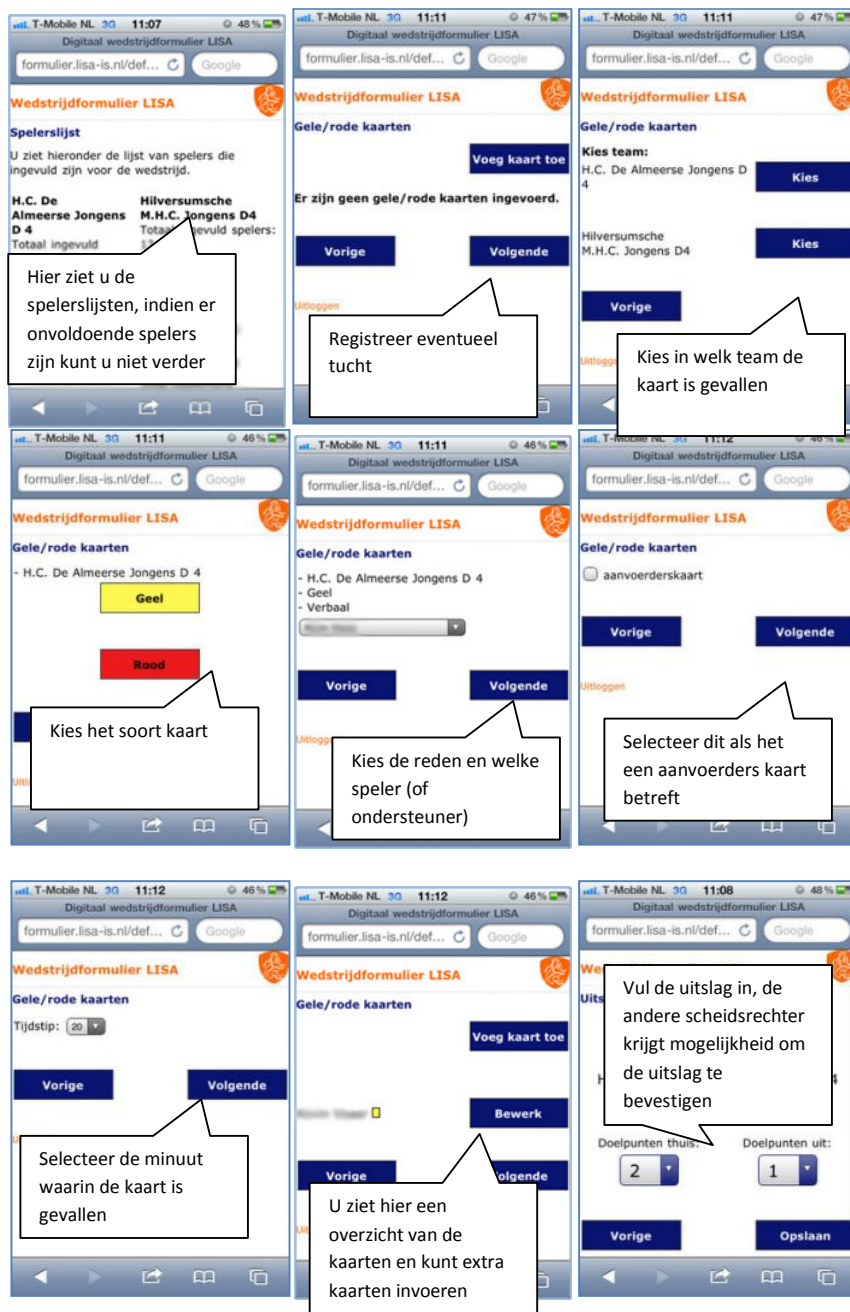 T-Mobile NL 3G 11:07 48 %
Digitaal wedstrijdformulier LISA
formulier.lisa-is.nl/def... Google
Wedstrijdformulier LISA
Spelerslijst
U ziet hieronder de lijst van spelers die
ingevuld zijn voor de wedstrijd.
H.C. De
Almeerse Jongens
D 4
Totaal ingevuld
Hilversumsche
M.H.C. Jongens D4
spelers:
Hier ziet u de
spelerslijsten, indien er
onvoldoende spelers
zijn kunt u niet verder
T-Mobile NL 3G 11:11 47 %
Digitaal wedstrijdformulier LISA
formulier.lisa-is.nl/def... Google
Wedstrijdformulier LISA
Gele/rode kaarten
Voeg kaart toe
Er zijn geen gele/rode kaarten ingevoerd.
Vorige Volgende
Uitloggen
Registreer eventueel
tucht
T-Mobile NL 3G 11:11 47 %
Digitaal wedstrijdformulier LISA
formulier.lisa-is.nl/def... Google
Wedstrijdformulier LISA
Gele/rode kaarten
Kies team:
H.C. De Almeerse Jongens D
4
Kies
Hilversumsche
M.H.C. Jongens D4
Kies
Vorige
Kies in welk team de
kaart is gevallen
T-Mobile NL 3G 11:11 46 %
Digitaal wedstrijdformulier LISA
formulier.lisa-is.nl/def... Google
Wedstrijdformulier LISA
Gele/rode kaarten
- H.C. De Almeerse Jongens D 4
Geel
Rood
Kies het soort kaart
T-Mobile NL 3G 11:11 46 %
Digitaal wedstrijdformulier LISA
formulier.lisa-is.nl/def... Google
Wedstrijdformulier LISA
Gele/rode kaarten
- H.C. De Almeerse Jongens D 4
- Geel
- Verbaal
Vorige Volgende
Kies de reden en welke
speler (of
ondersteuner)
T-Mobile NL 3G 11:12 46 %
Digitaal wedstrijdformulier LISA
formulier.lisa-is.nl/def... Google
Wedstrijdformulier LISA
Gele/rode kaarten
aanvoerderskaart
Vorige Volgende
Uitloggen
Selecteer dit als het
een aanvoerders kaart
betreft
T-Mobile NL 3G 11:12 46 %
Digitaal wedstrijdformulier LISA
formulier.lisa-is.nl/def... Google
Wedstrijdformulier LISA
Gele/rode kaarten
Tijdstip: 20
Vorige Volgende
Selecteer de minuut
waarin de kaart is
gevallen
T-Mobile NL 3G 11:12 46 %
Digitaal wedstrijdformulier LISA
formulier.lisa-is.nl/def... Google
Wedstrijdformulier LISA
Gele/rode kaarten
Voeg kaart toe
Bewerk
Vorige
U ziet hier een
overzicht van de
kaarten en kunt extra
kaarten invoeren
T-Mobile NL 3G 11:08 48 %
Digitaal wedstrijdformulier LISA
formulier.lisa-is.nl/def... Google
Vul de uitslag in, de
andere scheidsrechter
krijgt mogelijkheid om
de uitslag te
bevestigen
Doelpunten thuis: Doelpunten uit:
2 1
Vorige Opslaan